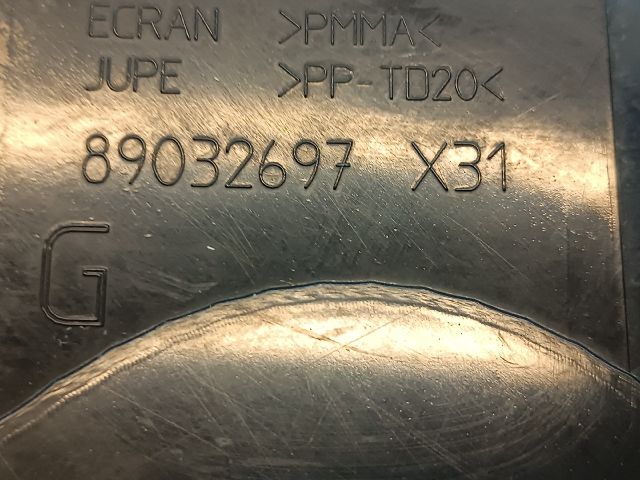 ECRAN >PMMA<
JUPE >PP-TD20<
89032697 X31
G